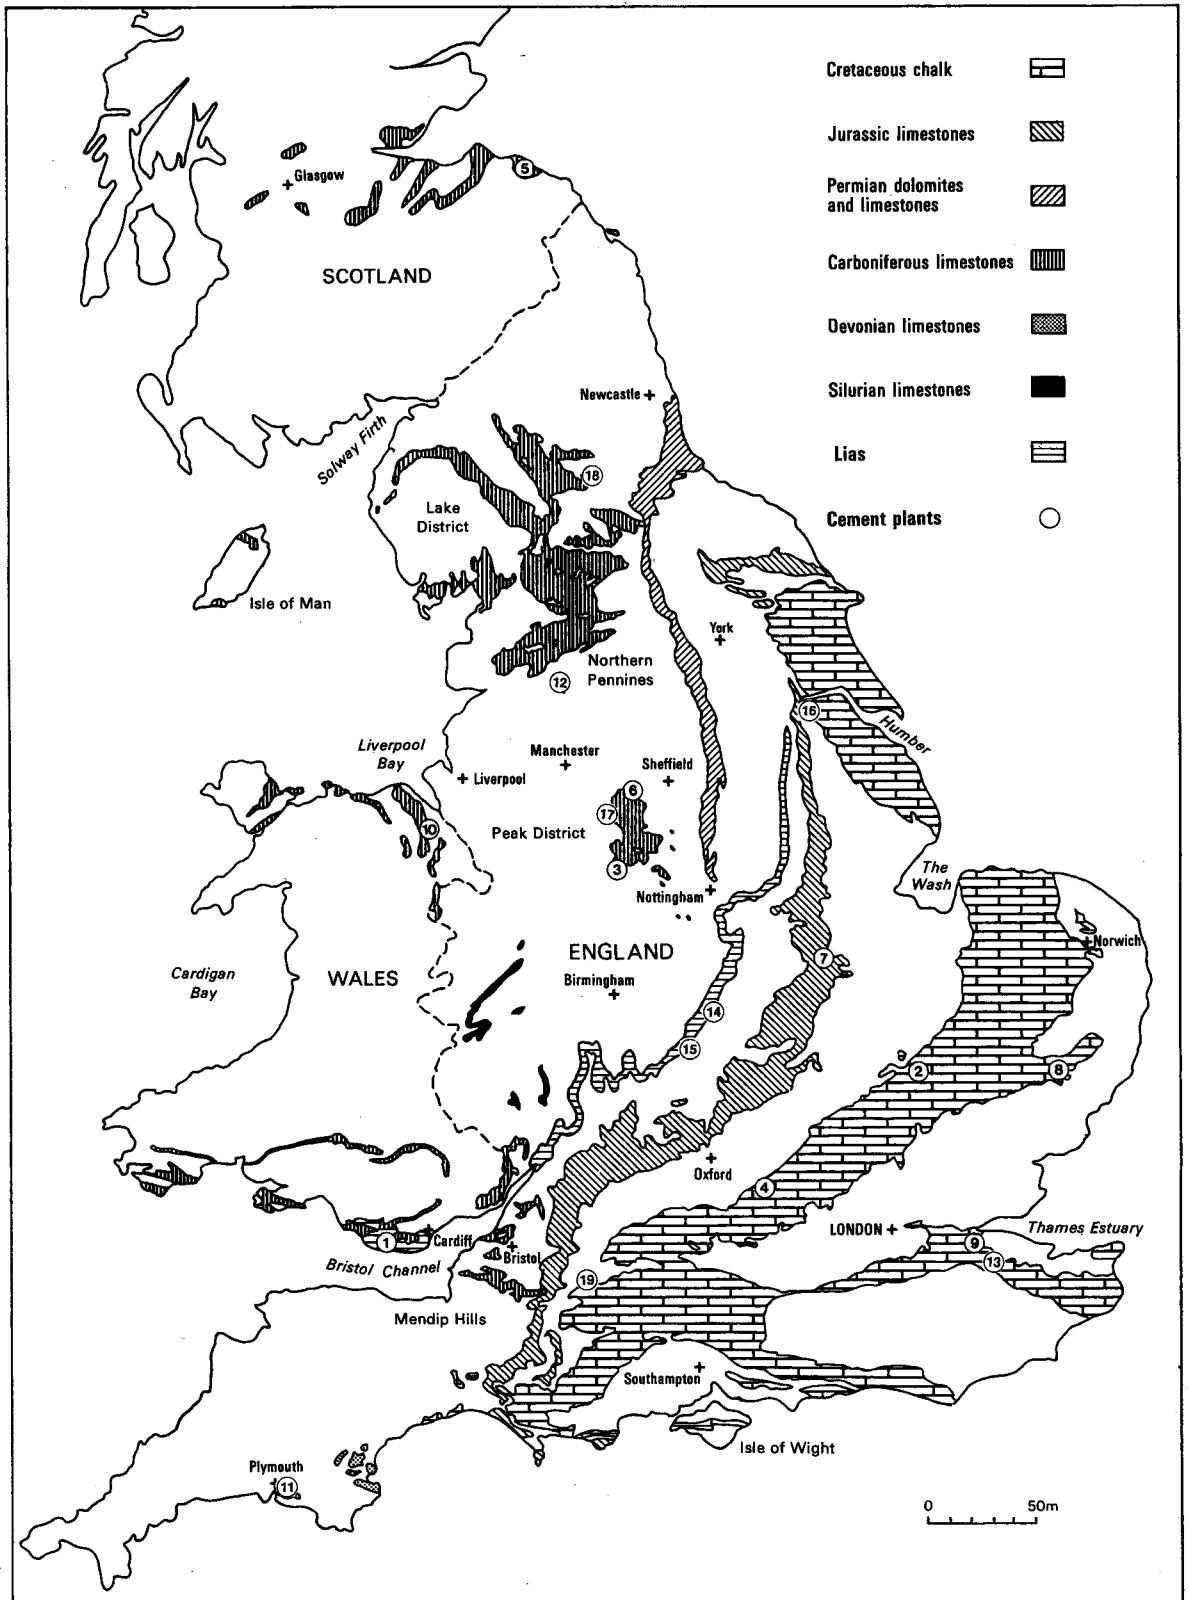 Cretaceous chalk
Jurassic limestones
Permian dolomites
and limestones
Carboniferous limestones
Devonian limestones
Silurian limestones
Lias
Cement plants
Glasgow
5
SCOTLAND
Newcastle
Solway Firth
18
Lake
District
Isle of Man
York
Northern
Pennines
12
16
Humber
Liverpool
Bay
Manchester
Liverpool
Sheffield
6
17
10
Peak District
3
The
Wash
Nottingham
Norwich
ENGLAND
7
Cardigan
Bay
WALES
Birmingham
14
15
2
8
Oxford
4
LONDON
Thames Estuary
1
Cardiff
9
Bristol
13
Bristol Channel
19
Mendip Hills
Southampton
Isle of Wight
Plymouth
11
0
50m